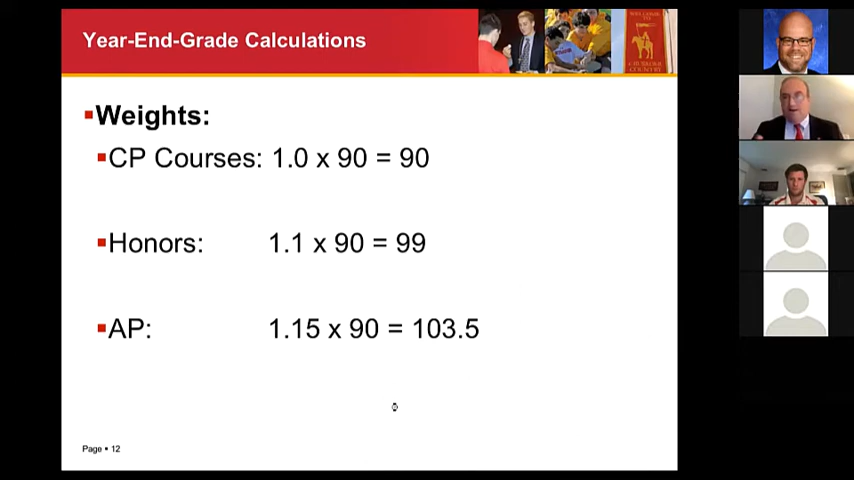 Year-End-Grade Calculations
▪Weights:
▪CP Courses: 1.0 x 90 = 90
▪Honors: 1.1 x 90 = 99
▪AP: 1.15 x 90 = 103.5
Page ▪ 12